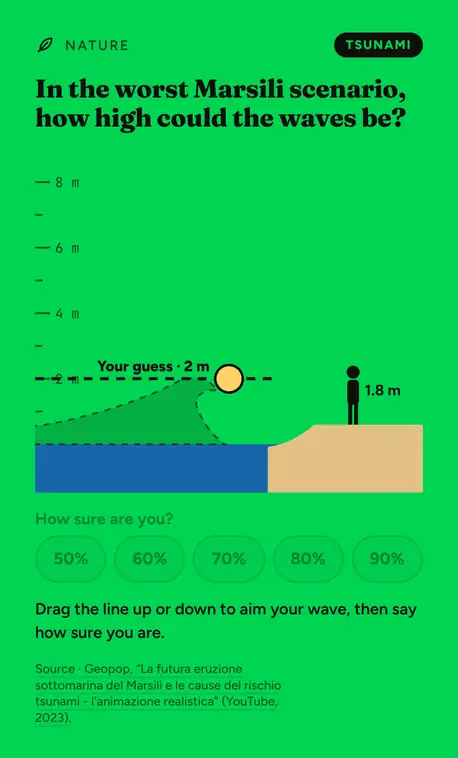 NATURE
TSUNAMI
In the worst Marsili scenario,
how high could the waves be?
8 m
6 m
4 m
Your guess · 2 m
2 m
1.8 m
How sure are you?
50% 60% 70% 80% 90%
Drag the line up or down to aim your wave, then say
how sure you are.
Source · Geopop, “La futura eruzione
sottomarina del Marsili e le cause del rischio
tsunami - l'animazione realistica” (YouTube,
2023).